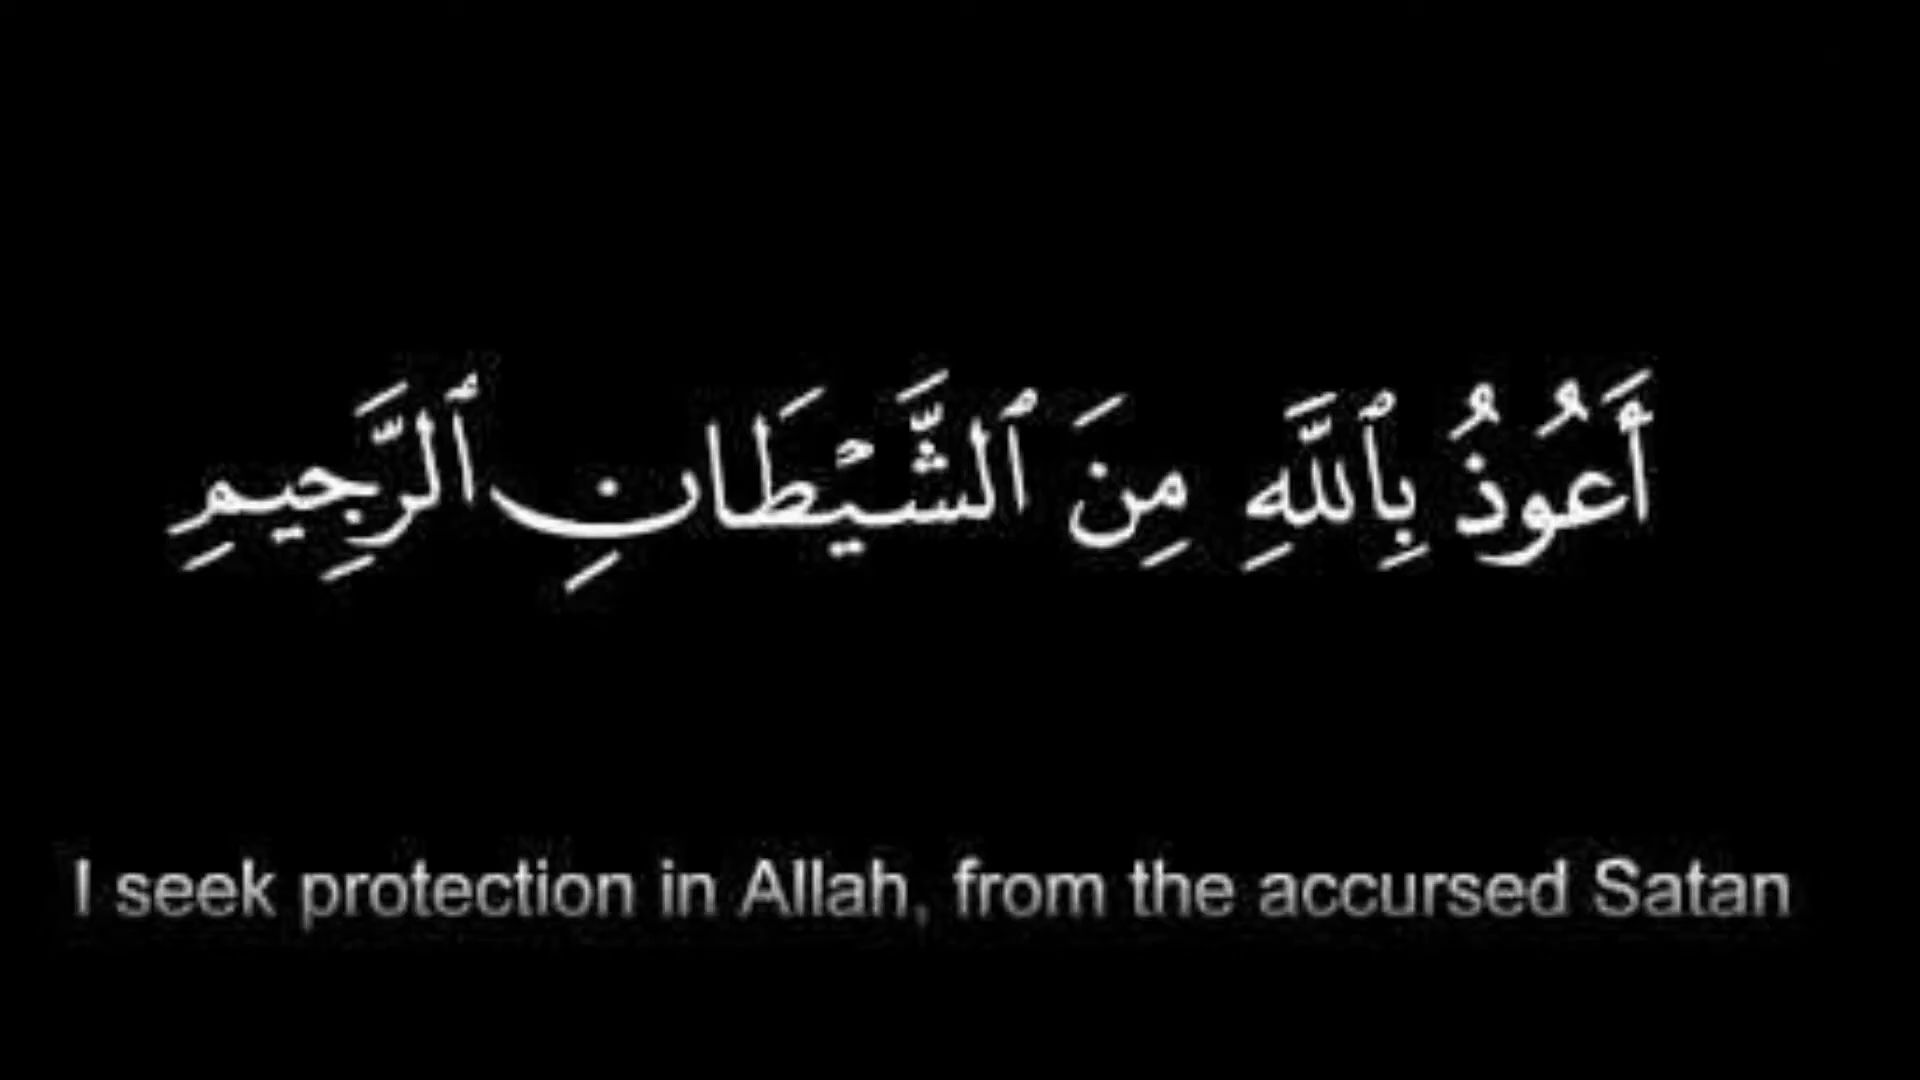 أَعُوذُ بِٱللَّهِ مِنَ ٱلشَّيْطَانِ ٱلرَّجِيمِ
I seek protection in Allah, from the accursed Satan